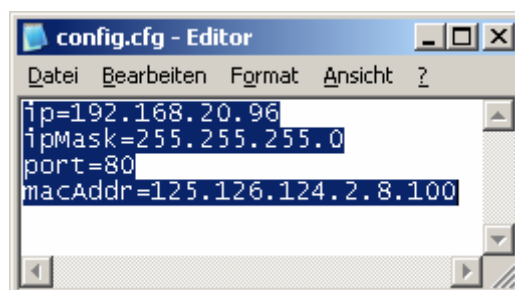 config.cfg - Editor
Datei Bearbeiten Format Ansicht ?
ip=192.168.20.96
ipMask=255.255.255.0
port=80
macAddr=125.126.124.2.8.100